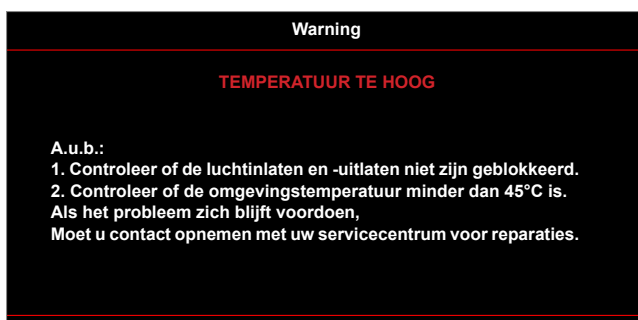 Warning
TEMPERATUUR TE HOOG
A.u.b.:
1. Controleer of de luchtinlaten en -uitlaten niet zijn geblokkeerd.
2. Controleer of de omgevingstemperatuur minder dan 45°C is.
Als het probleem zich blijft voordoen,
Moet u contact opnemen met uw servicecentrum voor reparaties.